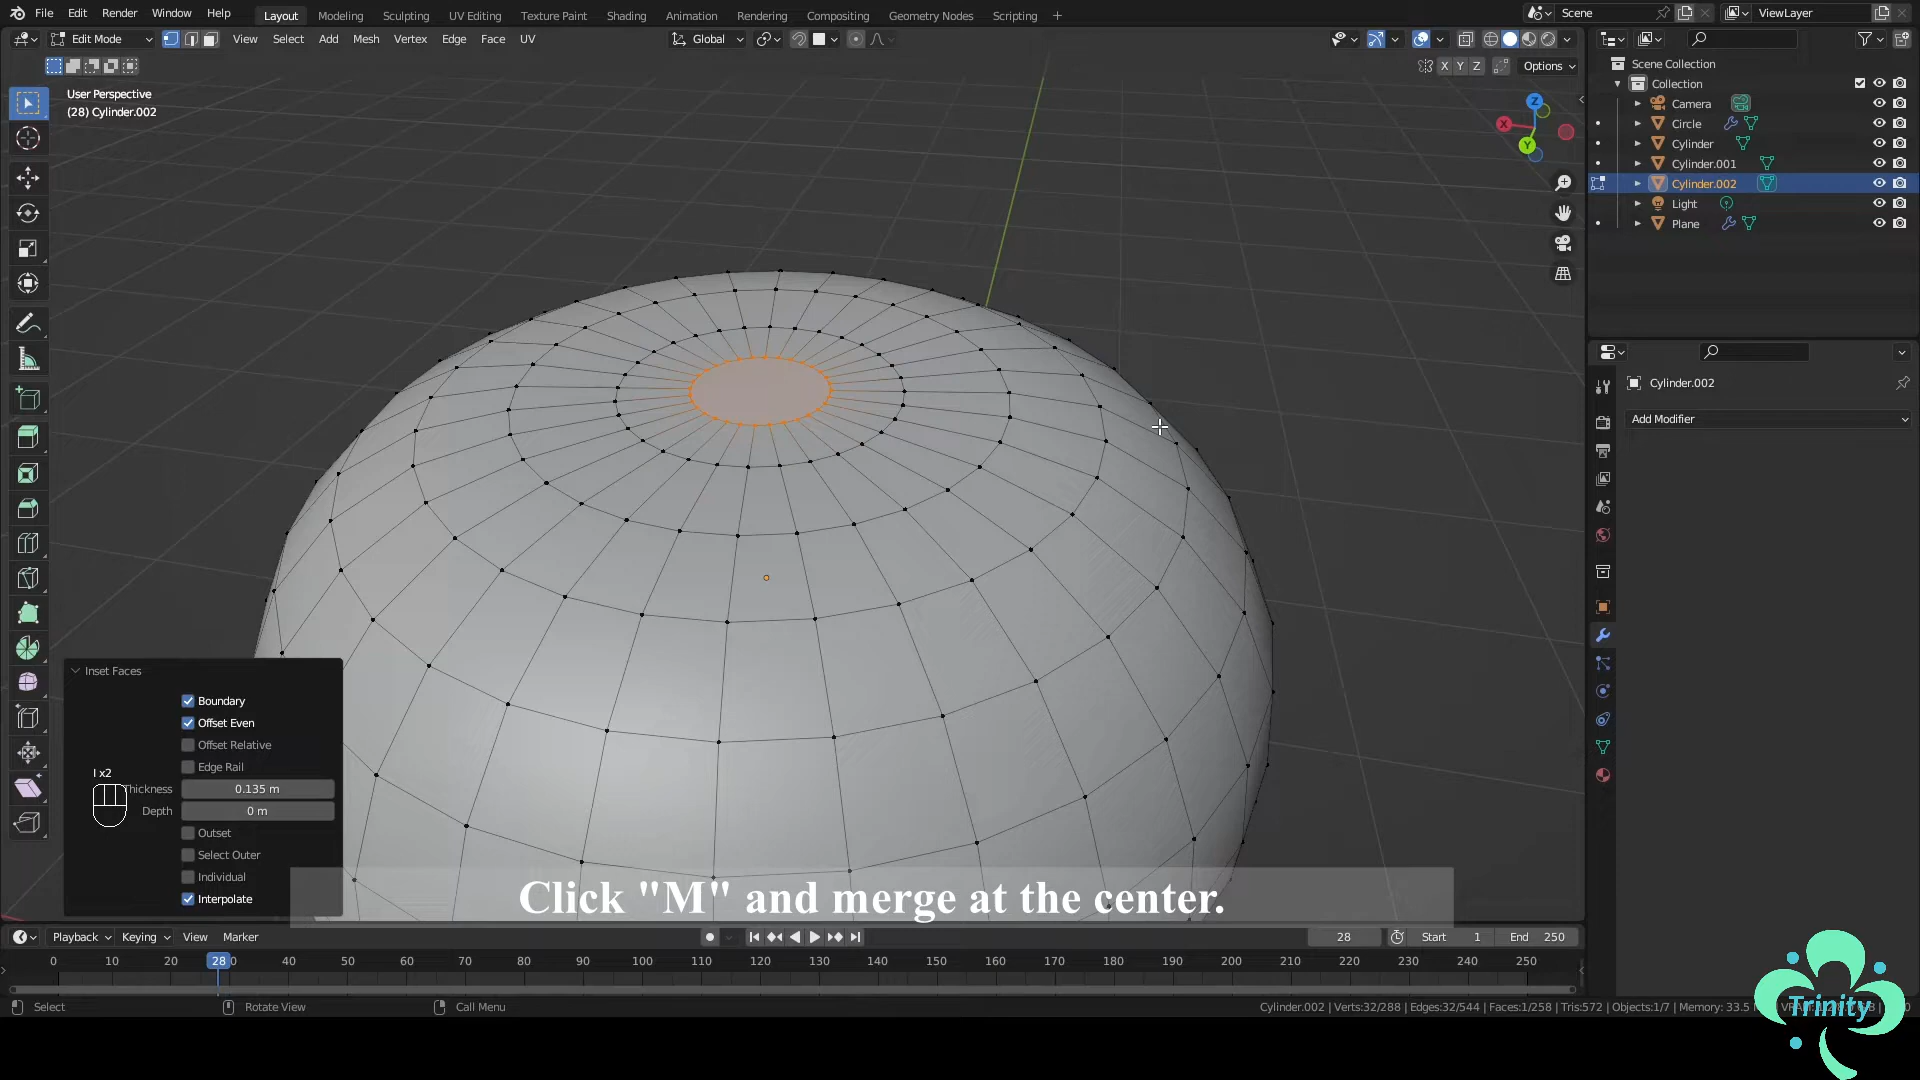 File Edit Render Window Help Layout Modeling Sculpting UV Editing Texture Paint Shading Animation Rendering Compositing Geometry Nodes Scripting + Scene ViewLayer
Edit Mode View Select Add Mesh Vertex Edge Face UV Global
X Y Z Options
User Perspective
(28) Cylinder.002
Z
X
Y
Scene Collection
Collection
Camera
Circle
Cylinder
Cylinder.001
Cylinder.002
Light
Plane
Cylinder.002
Add Modifier
Inset Faces
Boundary
Offset Even
Offset Relative
Edge Rail
I x2
Thickness 0.135 m
Depth 0 m
Outset
Select Outer
Individual
Interpolate
Click "M" and merge at the center.
Playback Keying View Marker 28 Start 1 End 250
0 10 20 28 40 50 60 70 80 90 100 110 120 130 140 150 160 170 180 190 200 210 220 230 240 250
Select Rotate View Call Menu Cylinder.002 | Verts:32/288 | Edges:32/544 | Faces:1/258 | Tris:572 | Objects:1/7 | Memory: 33.5
Trinity